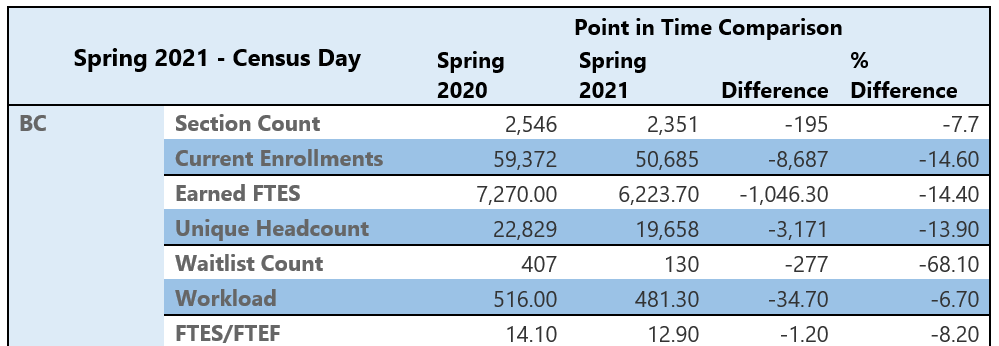 Point in Time Comparison
Spring 2021 - Census Day Spring 2020 Spring 2021 Difference % Difference
BC Section Count 2,546 2,351 -195 -7.7
Current Enrollments 59,372 50,685 -8,687 -14.60
Earned FTES 7,270.00 6,223.70 -1,046.30 -14.40
Unique Headcount 22,829 19,658 -3,171 -13.90
Waitlist Count 407 130 -277 -68.10
Workload 516.00 481.30 -34.70 -6.70
FTES/FTEF 14.10 12.90 -1.20 -8.20